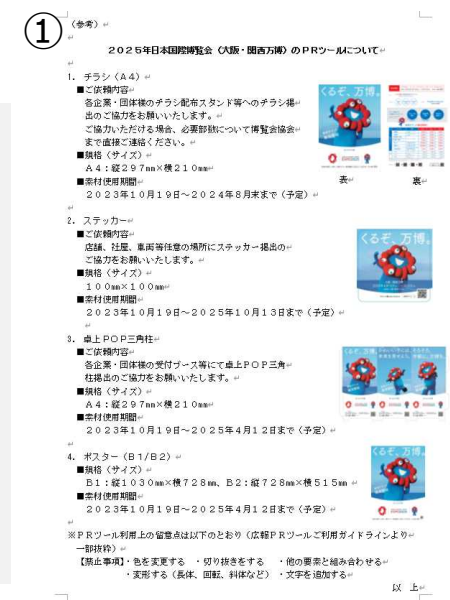 ①
(参考)
2025年日本国際博覧会(大阪・関西万博)のPRツールについて
1. チラシ(A4)
■ご依頼内容
各企業・団体様のチラシ配布スタンド等へのチラシ掲
出のご協力をお願いいたします。
ご協力いただける場合、必要部数について博覧会協会
まで直接ご連絡ください。
■規格(サイズ)
A4:縦297mm×横210mm
■素材使用期間
2023年10月19日~2024年8月末まで(予定)
くるぞ、万博。
表
裏
2. ステッカー
■ご依頼内容
店舗、社屋、車両等任意の場所にステッカー掲出の
ご協力をお願いいたします。
■規格(サイズ)
100mm×100mm
■素材使用期間
2023年10月19日~2025年10月13日まで(予定)
くるぞ、万博。
3. 卓上POP三角柱
■ご依頼内容
各企業・団体様の受付ブース等にて卓上POP三角
柱掲出のご協力をお願いいたします。
■規格(サイズ)
A4:縦297mm×横210mm
■素材使用期間
2023年10月19日~2025年4月12日まで(予定)
くるぞ、万博。
4. ポスター(B1/B2)
■規格(サイズ)
B1:縦1030mm×横728mm、B2:縦728mm×横515mm
■素材使用期間
2023年10月19日~2025年4月12日まで(予定)
くるぞ、万博。
※PRツール利用上の留意点は以下のとおり(広報PRツールご利用ガイドラインより
一部抜粋)
【禁止事項】・色を変更する ・切り抜きをする ・他の要素と組み合わせる
・変形する(長体、回転、斜体など) ・文字を追加する
以 上